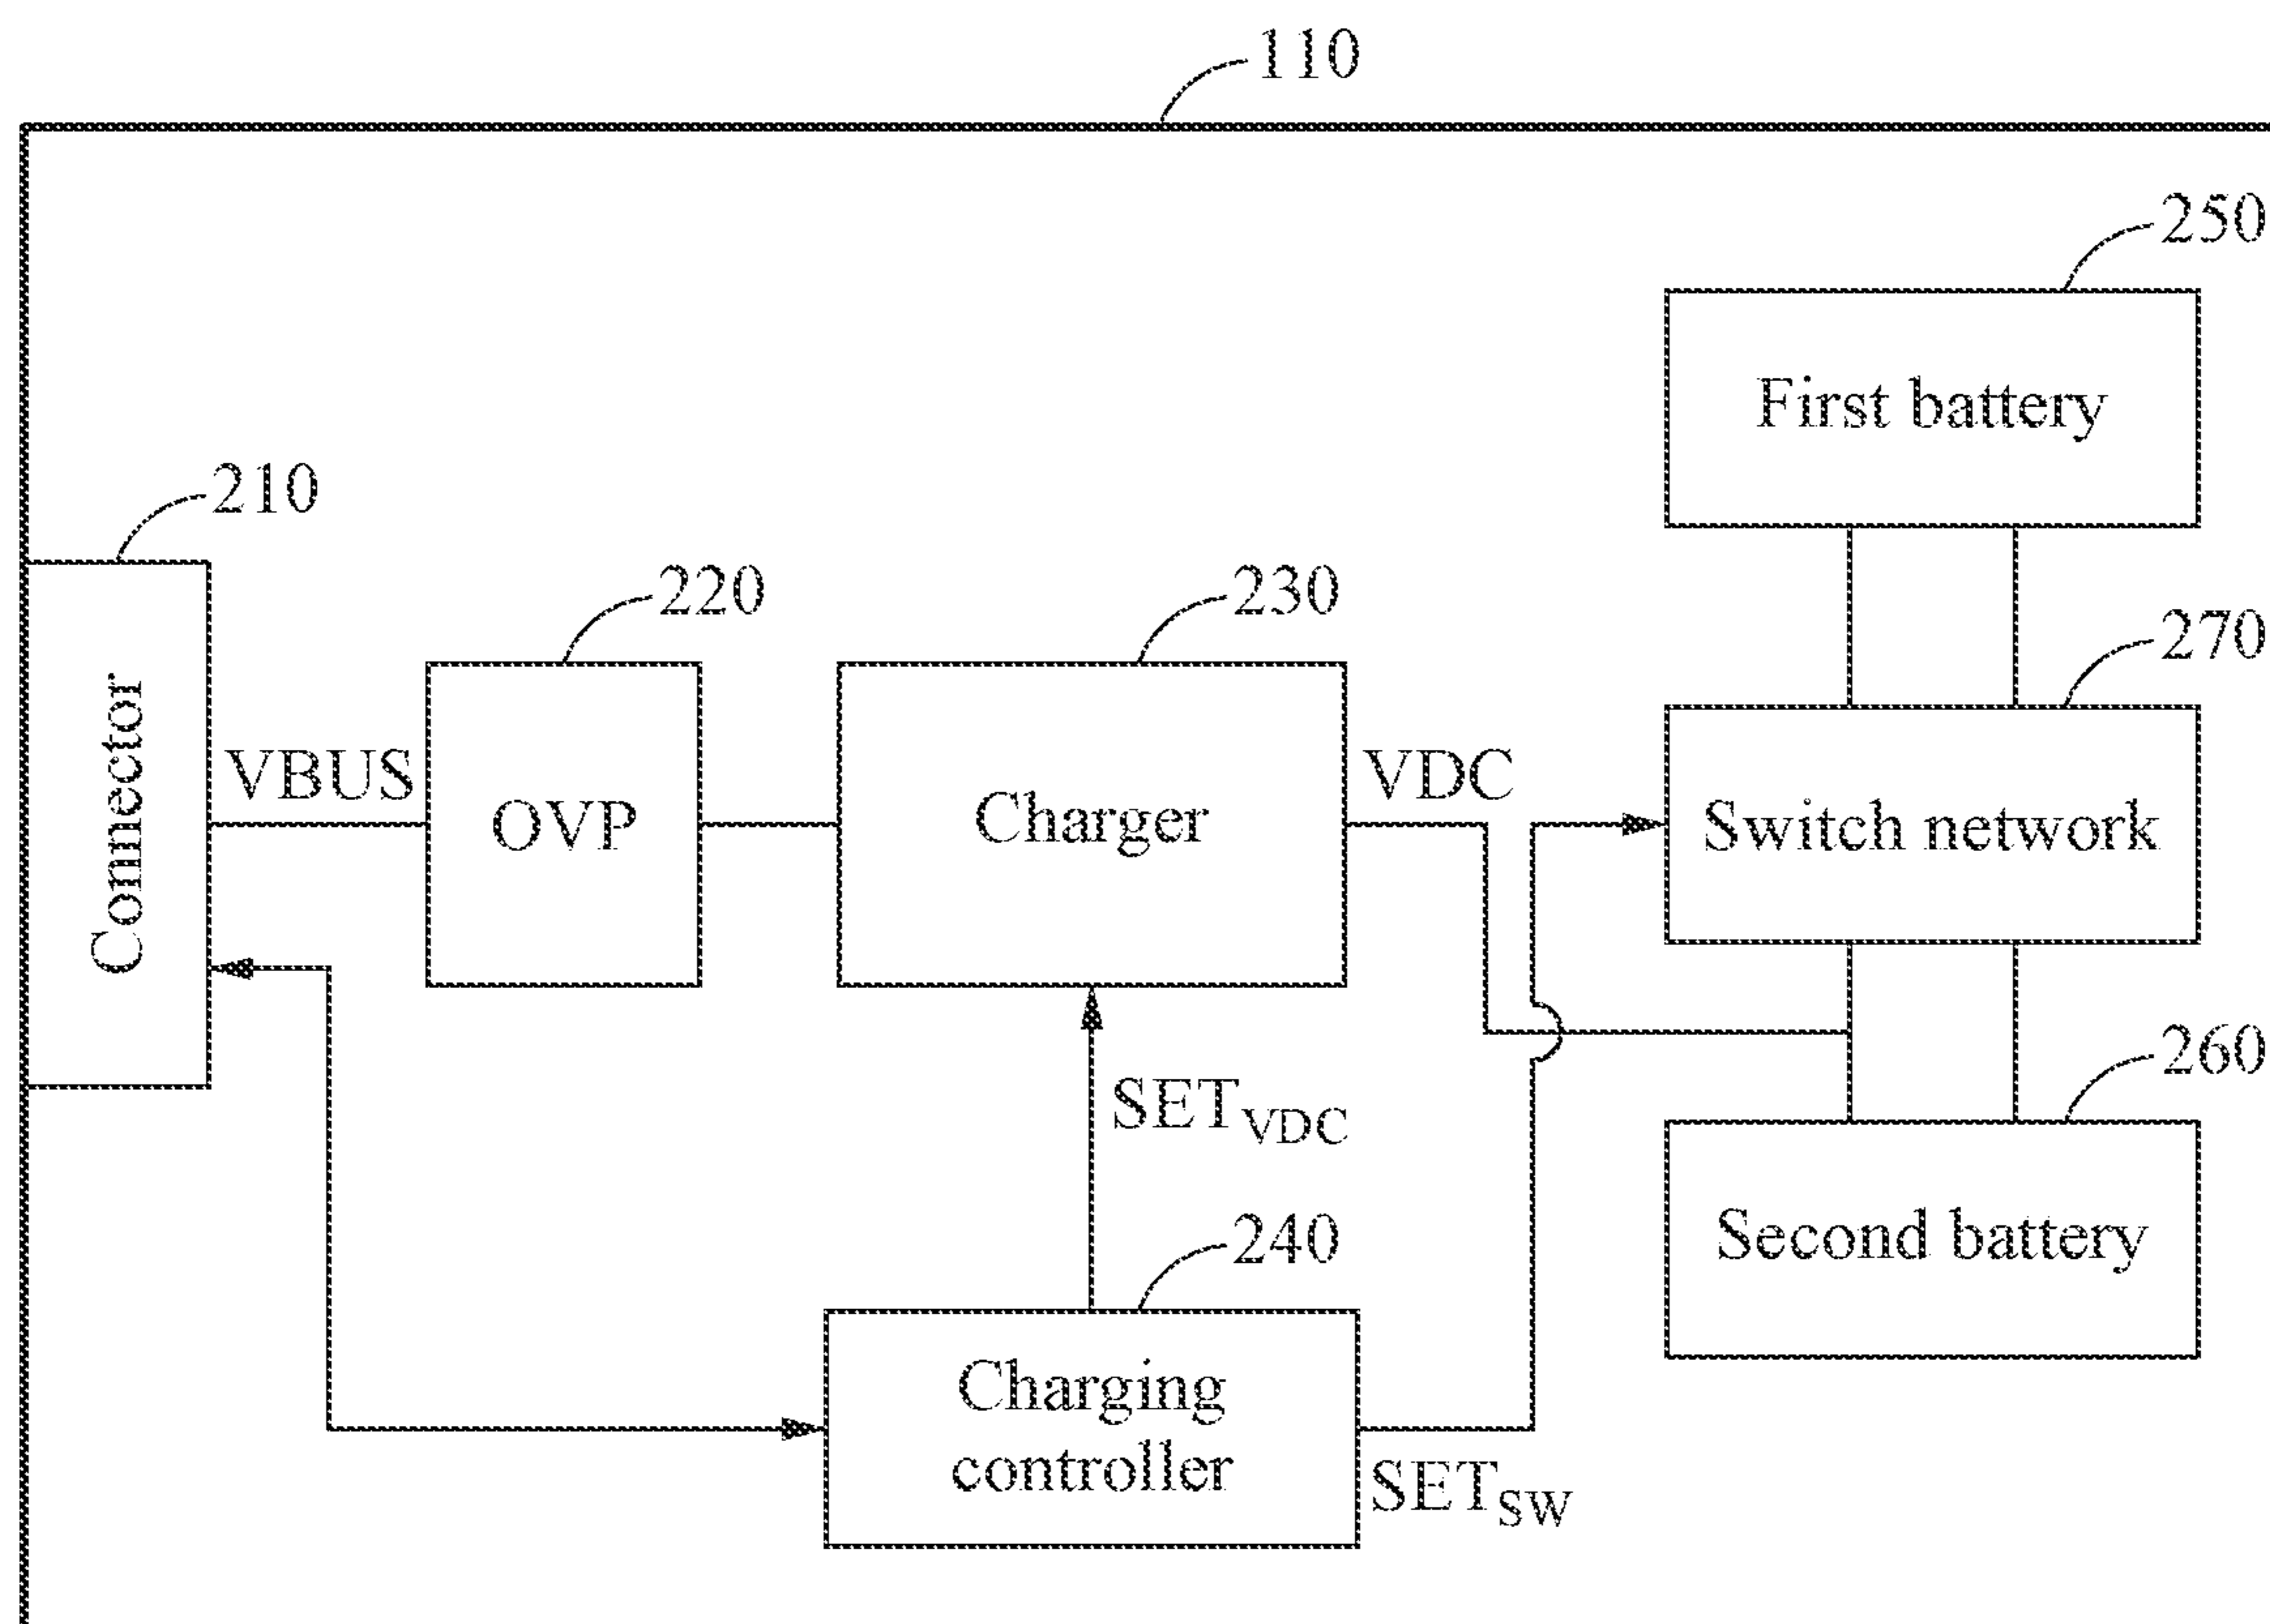 110
250
First battery
210
220
230
270
Connector
VBUS
OVP
Charger
VDC
Switch network
SETVDC
260
240
Second battery
Charging
controller
SETSW